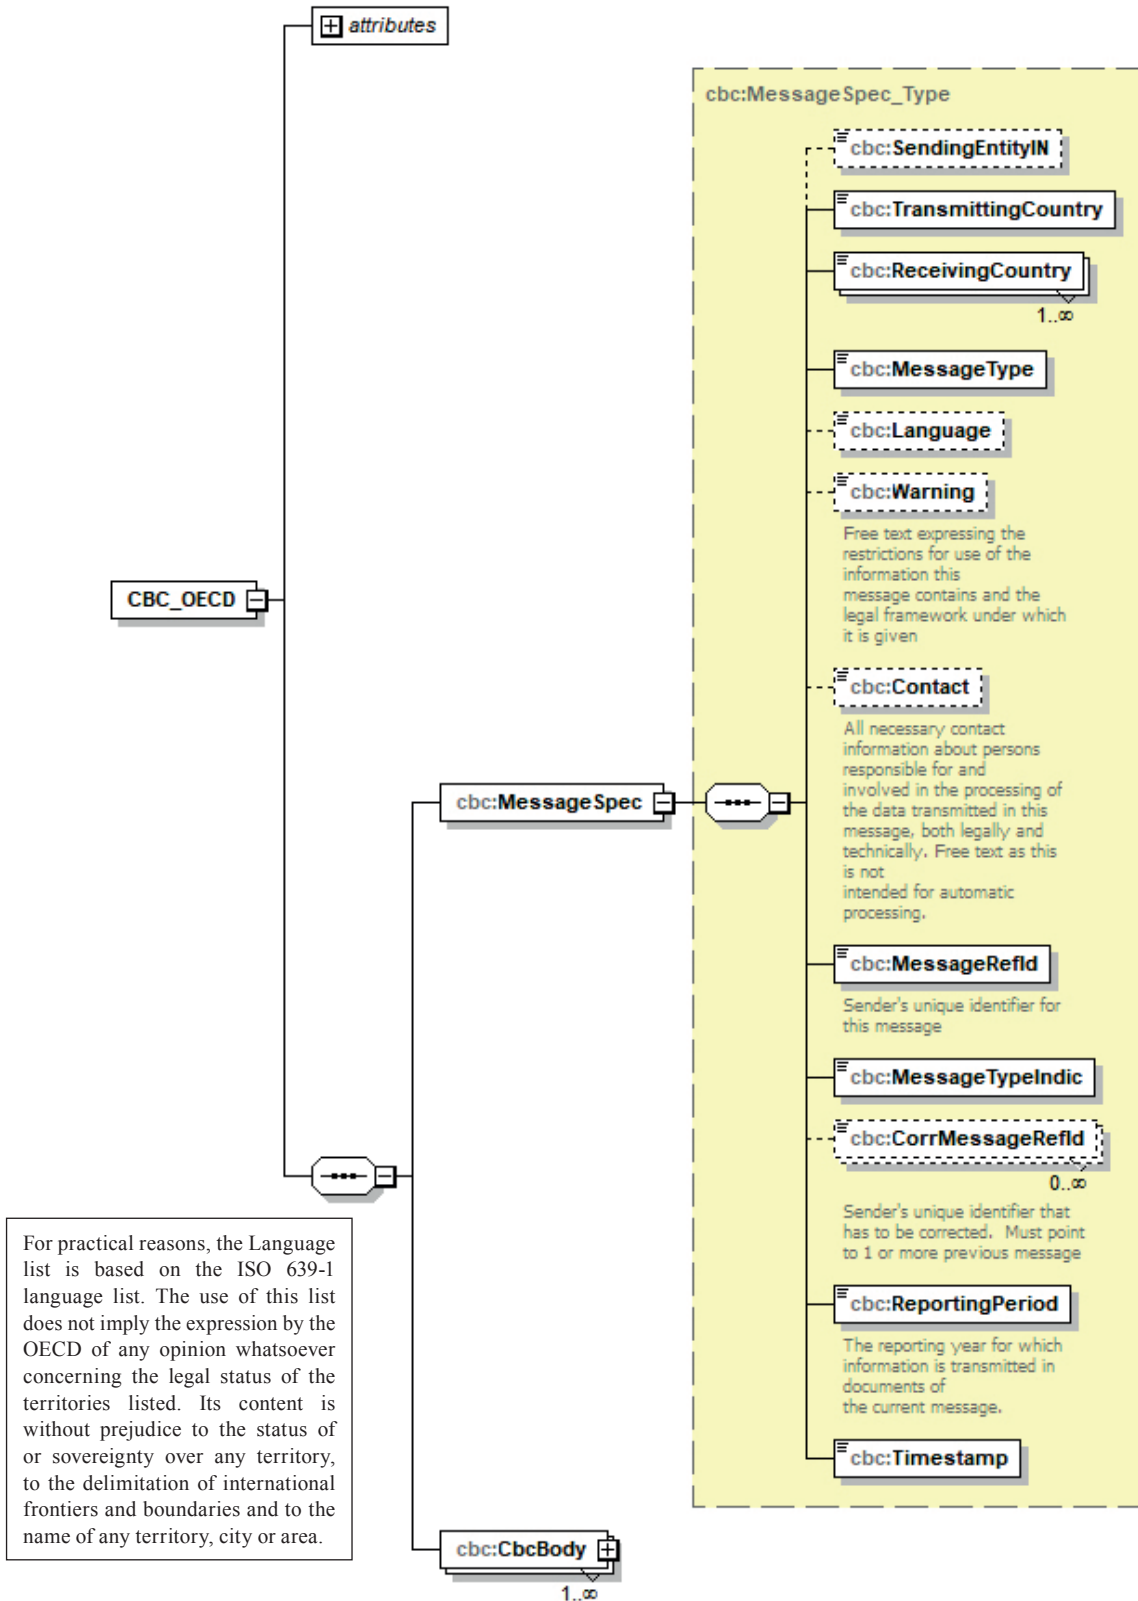 attributes
cbc:MessageSpec_Type
cbc:SendingEntityIN
cbc:TransmittingCountry
cbc:ReceivingCountry
1..∞
cbc:MessageType
cbc:Language
cbc:Warning
Free text expressing the
restrictions for use of the
information this
message contains and the
legal framework under which
it is given
CBC_OECD
cbc:Contact
All necessary contact
information about persons
responsible for and
involved in the processing of
the data transmitted in this
message, both legally and
technically. Free text as this
is not
intended for automatic
processing.
cbc:MessageSpec
cbc:MessageRefId
Sender's unique identifier for
this message
cbc:MessageTypeIndic
cbc:CorrMessageRefId
0..∞
Sender's unique identifier that
has to be corrected.  Must point
to 1 or more previous message
cbc:ReportingPeriod
The reporting year for which
information is transmitted in
documents of
the current message.
cbc:Timestamp
For practical reasons, the Language
list is based on the ISO 639-1
language list. The use of this list
does not imply the expression by the
OECD of any opinion whatsoever
concerning the legal status of the
territories listed. Its content is
without prejudice to the status of
or sovereignty over any territory,
to the delimitation of international
frontiers and boundaries and to the
name of any territory, city or area.
cbc:CbcBody
1..∞